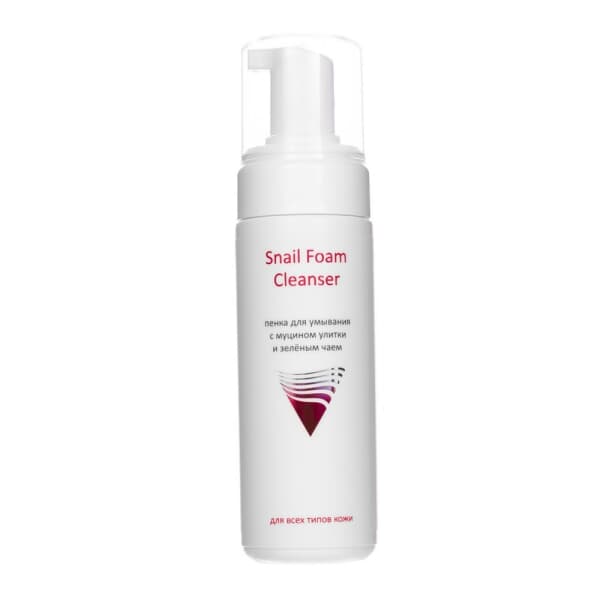 Snail Foam
Cleanser
пенка для умывания
с муцином улитки
и зелёным чаем
для всех типов кожи